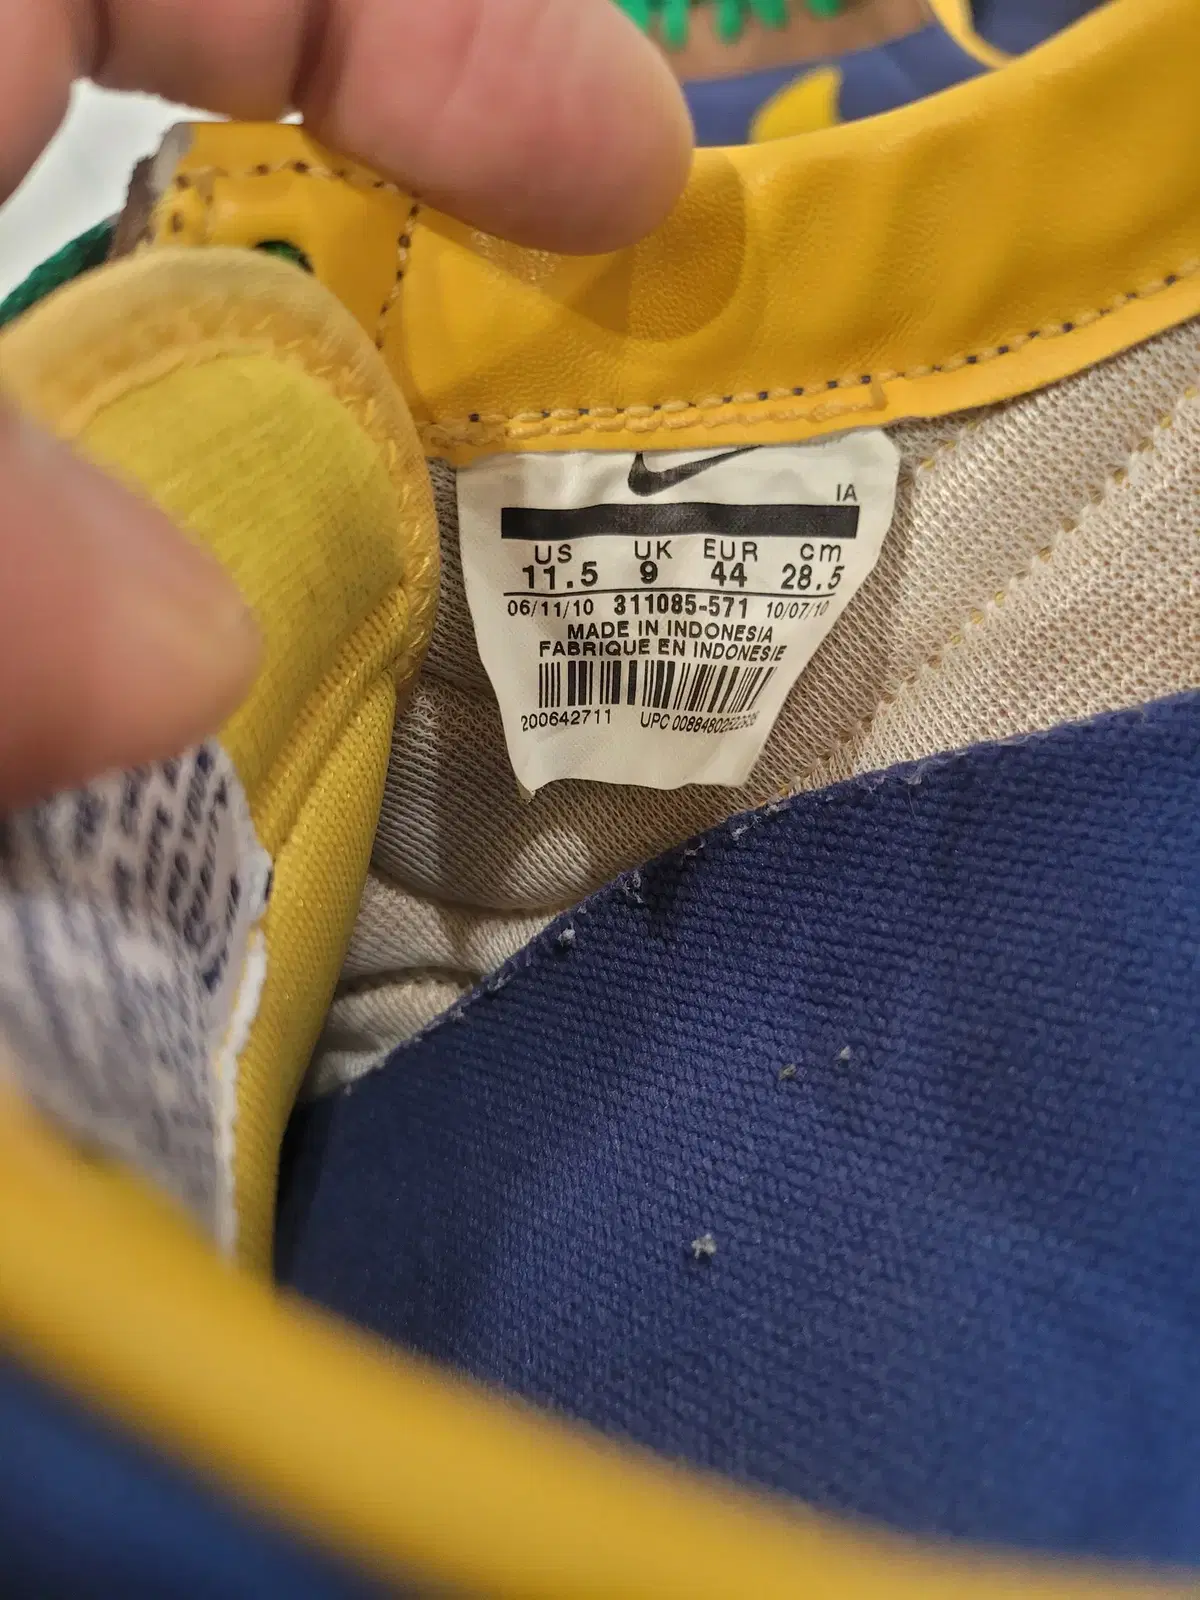 IA
US UK EUR cm
11.5 9 44 28.5
06/11/10 311085-571 10/07/10
MADE IN INDONESIA
FABRIQUE EN INDONESIE
200642711 UPC